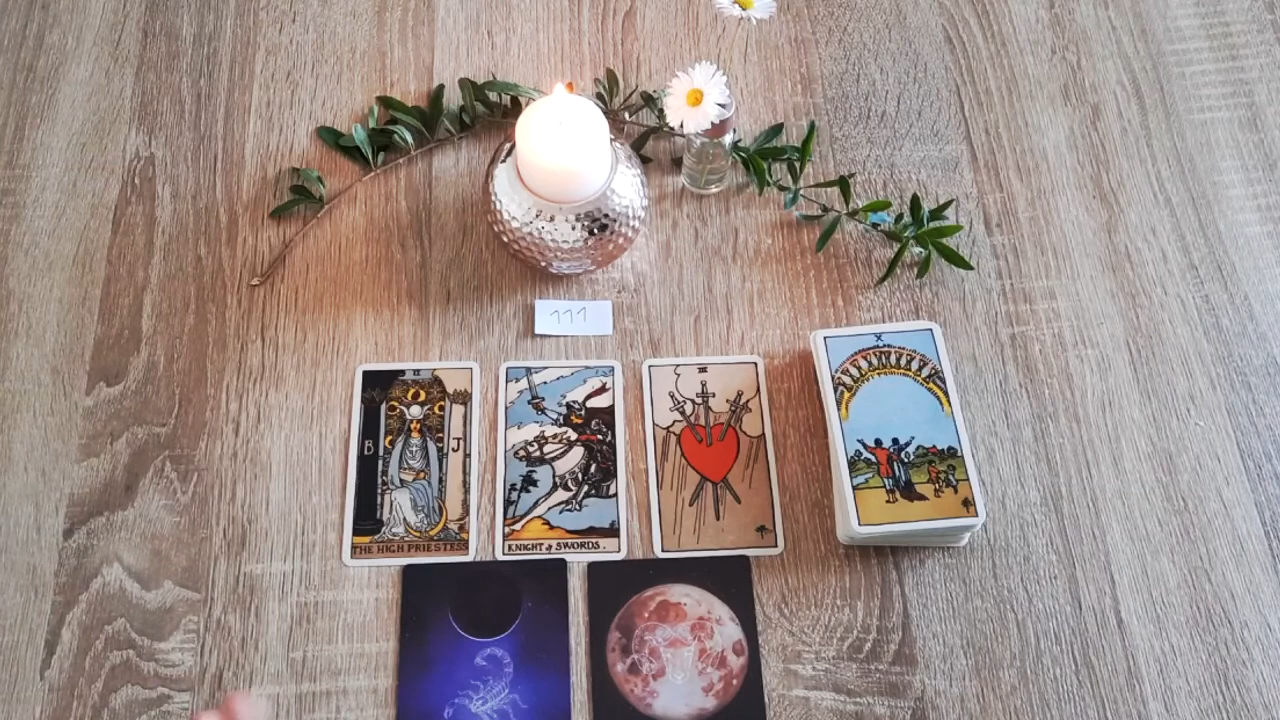 111
X
II
III
B
J
THE HIGH PRIESTESS
KNIGHT of SWORDS.